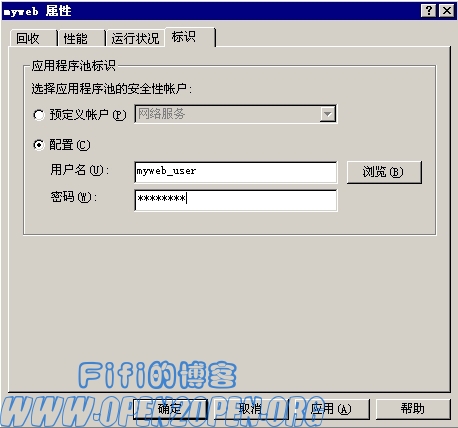 myweb 属性
回收 性能 运行状况 标识
应用程序池标识
选择应用程序池的安全性帐户:
预定义帐户(P) 网络服务
配置(C)
用户名(U): myweb_user 浏览(B)
密码(W): ********
Fifi的博客
确定 取消 应用(A) 帮助
WWW.OPEN2OPEN.ORG